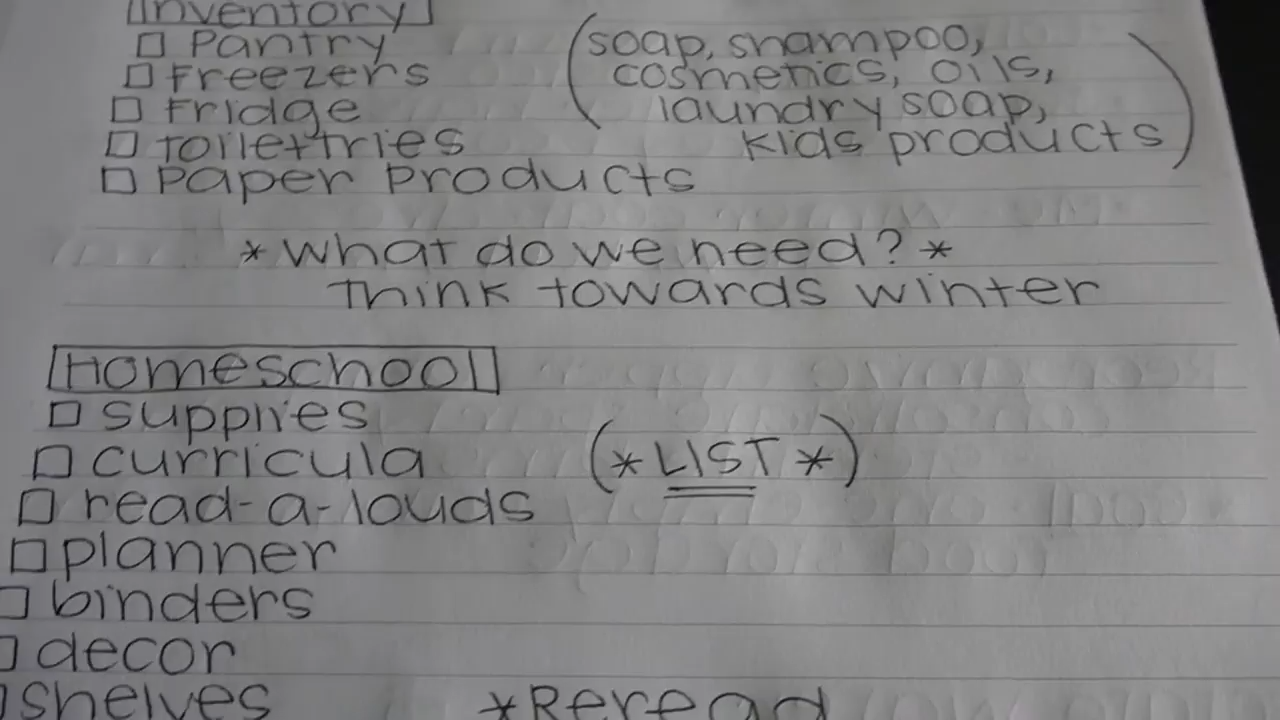 Inventory
□ Pantry (soap, shampoo,
□ Freezers cosmetics, oils,
□ Fridge laundry soap,
□ toilettries kids products)
□ Paper Products
* What do we need? *
Think towards winter
Homeschool
□ supplies
□ curricula (* LIST *)
□ read-a-louds
□ planner
□ binders
□ decor
□ shelves *Reread